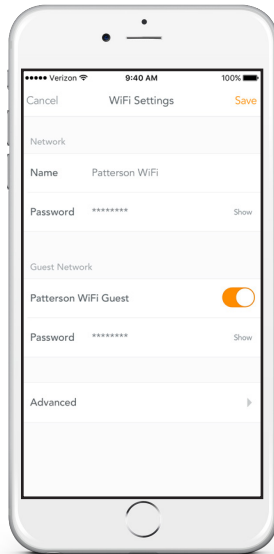 Verizon 9:40 AM 100%
Cancel WiFi Settings Save
Network
Name Patterson WiFi
Password ******** Show
Guest Network
Patterson WiFi Guest
Password ******** Show
Advanced